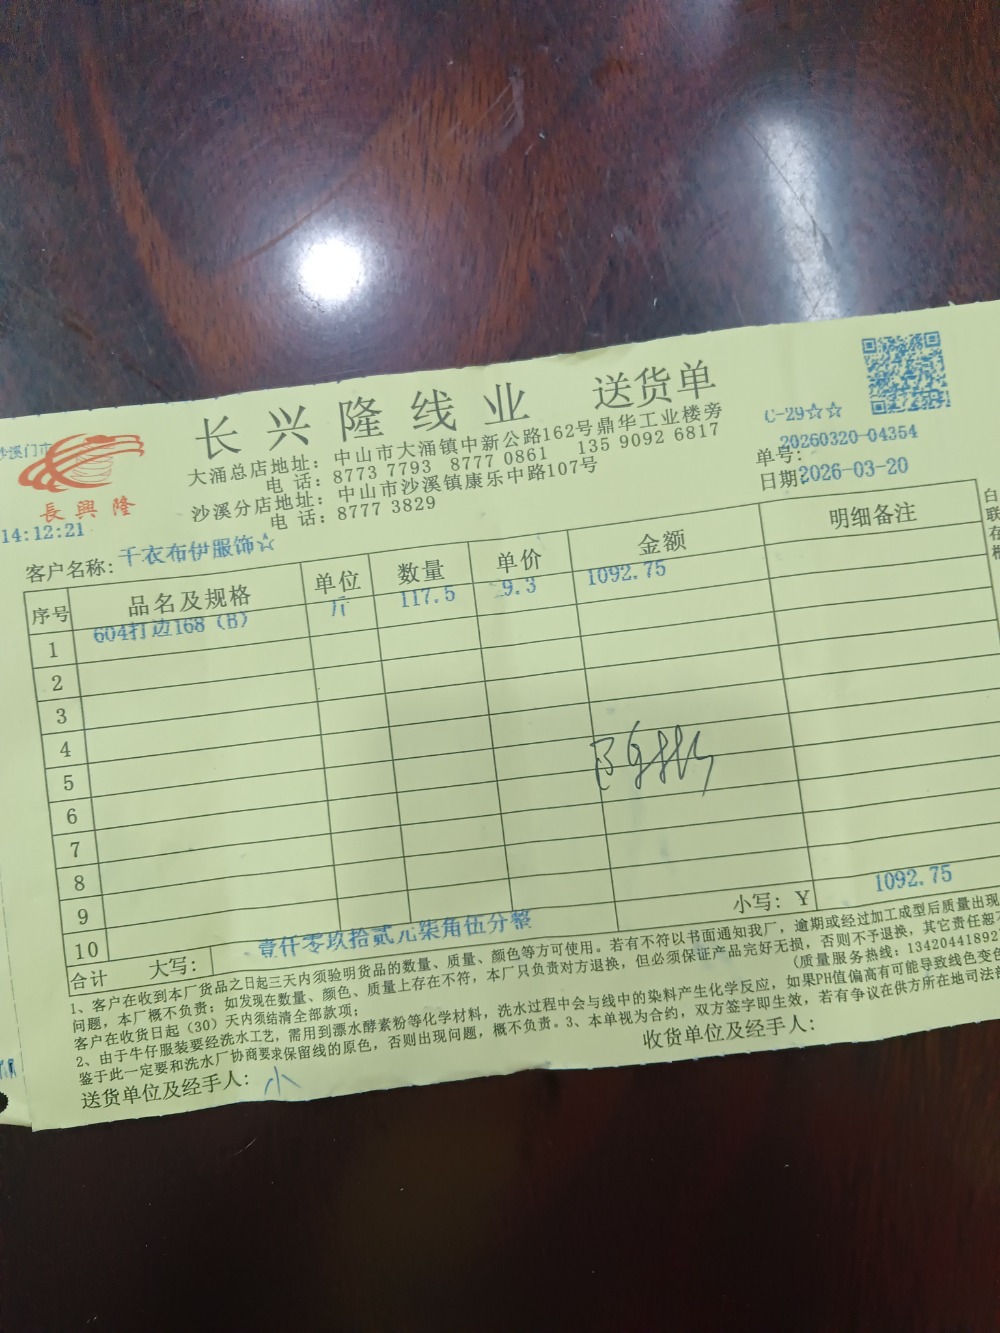 长兴隆线业 送货单
C-29☆☆
沙溪门市
長興隆
大涌总店地址：中山市大涌镇中新公路162号鼎华工业楼旁
电 话：8773 7793 8777 0861 135 9092 6817
沙溪分店地址：中山市沙溪镇康乐中路107号
电 话：8777 3829
单号：20260320-04354
日期：2026-03-20
14:12:21
客户名称：千衣布伊服饰☆
序号 品名及规格 单位 数量 单价 金额 明细备注
1 604打边168（B） 斤 117.5 9.3 1092.75
2
3
4
5
6
7
8
9
10
小写：￥ 1092.75
合计 大写：壹仟零玖拾贰元柒角伍分整
1、客户在收到本厂货品之日起三天内须验明货品的数量、质量、颜色等方可使用。若有不符以书面通知我厂，逾期或经过加工成型后质量出现
问题，本厂概不负责；如发现在数量、颜色、质量上存在不符，本厂只负责对方退换，但必须保证产品完好无损，否则不予退换，其它责任恕不
客户在收货日起（30）天内须结清全部款项； （质量服务热线：13420441892
2、由于牛仔服装要经洗水工艺，需用到漂水酵素粉等化学材料，洗水过程中会与线中的染料产生化学反应，如果PH值偏高有可能导致线色变色
鉴于此一定要和洗水厂协商要求保留线的原色，否则出现问题，概不负责。3、本单视为合约，双方签字即生效，若有争议在供方所在地司法
送货单位及经手人：小
收货单位及经手人：